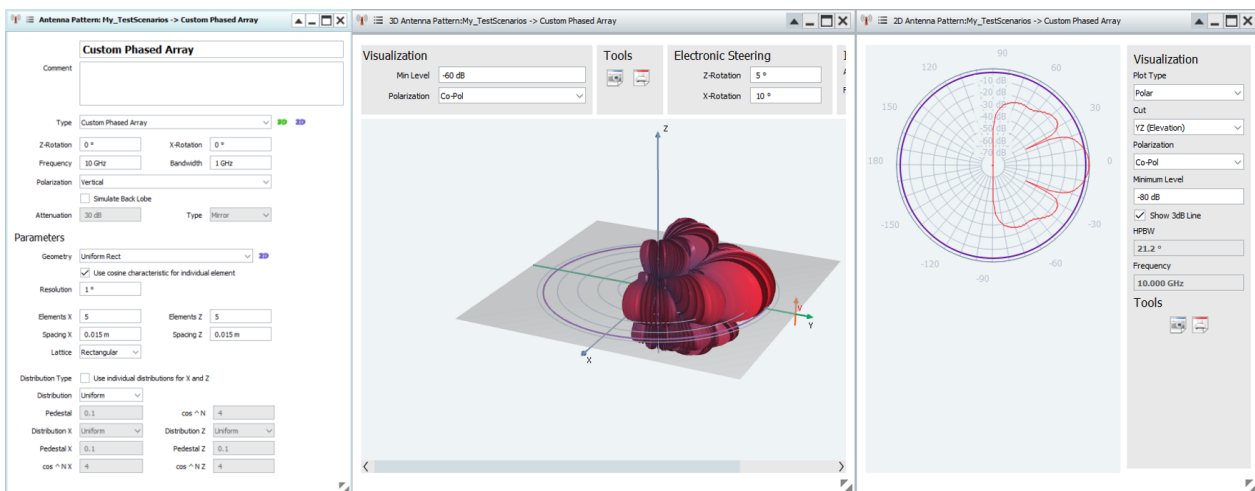 Antenna Pattern:My_TestScenarios -> Custom Phased Array
Custom Phased Array
Comment
Type Custom Phased Array 3D 2D
Z-Rotation 0 ° X-Rotation 0 °
Frequency 10 GHz Bandwidth 1 GHz
Polarization Vertical
Simulate Back Lobe
Attenuation 30 dB Type Mirror
Parameters
Geometry Uniform Rect 2D
Use cosine characteristic for individual element
Resolution 1 °
Elements X 5 Elements Z 5
Spacing X 0.015 m Spacing Z 0.015 m
Lattice Rectangular
Distribution Type Use individual distributions for X and Z
Distribution Uniform
Pedestal 0.1 cos ^ N 4
Distribution X Uniform Distribution Z Uniform
Pedestal X 0.1 Pedestal Z 0.1
cos ^ N X 4 cos ^ N Z 4
3D Antenna Pattern:My_TestScenarios -> Custom Phased Array
Visualization
Min Level -60 dB
Polarization Co-Pol
Tools
Electronic Steering
Z-Rotation 5 °
X-Rotation 10 °
Z
V
Y
X
2D Antenna Pattern:My_TestScenarios -> Custom Phased Array
90
120 60
150 30
180 0
-150 -30
-120 -60
-90
-10 dB
-20 dB
-30 dB
-40 dB
-50 dB
-60 dB
-70 dB
Visualization
Plot Type
Polar
Cut
YZ (Elevation)
Polarization
Co-Pol
Minimum Level
-80 dB
Show 3dB Line
HPBW
21.2 °
Frequency
10.000 GHz
Tools